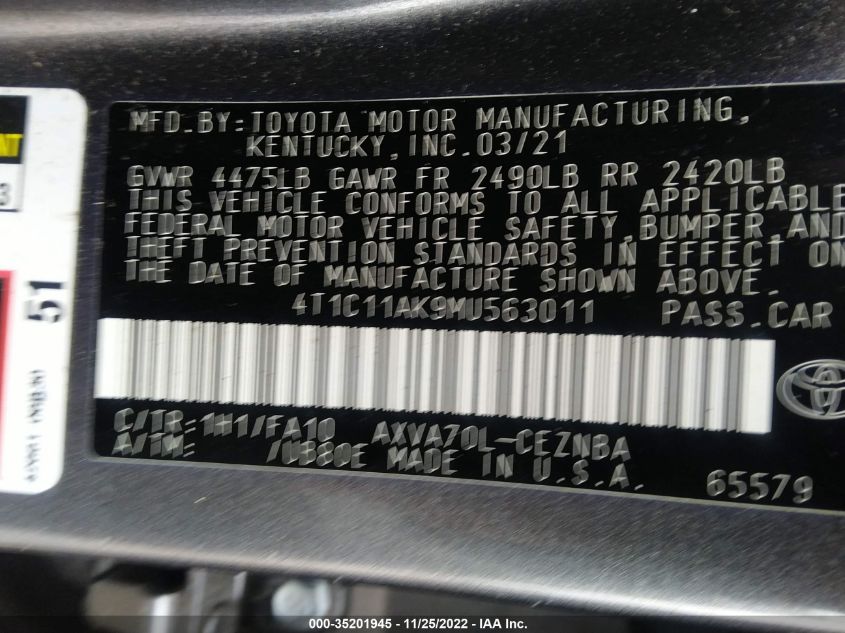 MFD. BY: TOYOTA MOTOR MANUFACTURING,
KENTUCKY, INC. 03/21
GVWR 4475LB GAWR FR 2490LB RR 2420LB
THIS VEHICLE CONFORMS TO ALL APPLICABLE
FEDERAL MOTOR VEHICLE SAFETY, BUMPER, AND
THEFT PREVENTION STANDARDS IN EFFECT ON
THE DATE OF MANUFACTURE SHOWN ABOVE.
4T1C11AK9MU563011 PASS. CAR
C/TR: 1H1/FA10 AXVA70L-CEZNBA
A/TM: /UB80E MADE IN U.S.A.
65579
51
3
000-35201945 - 11/25/2022 - IAA Inc.